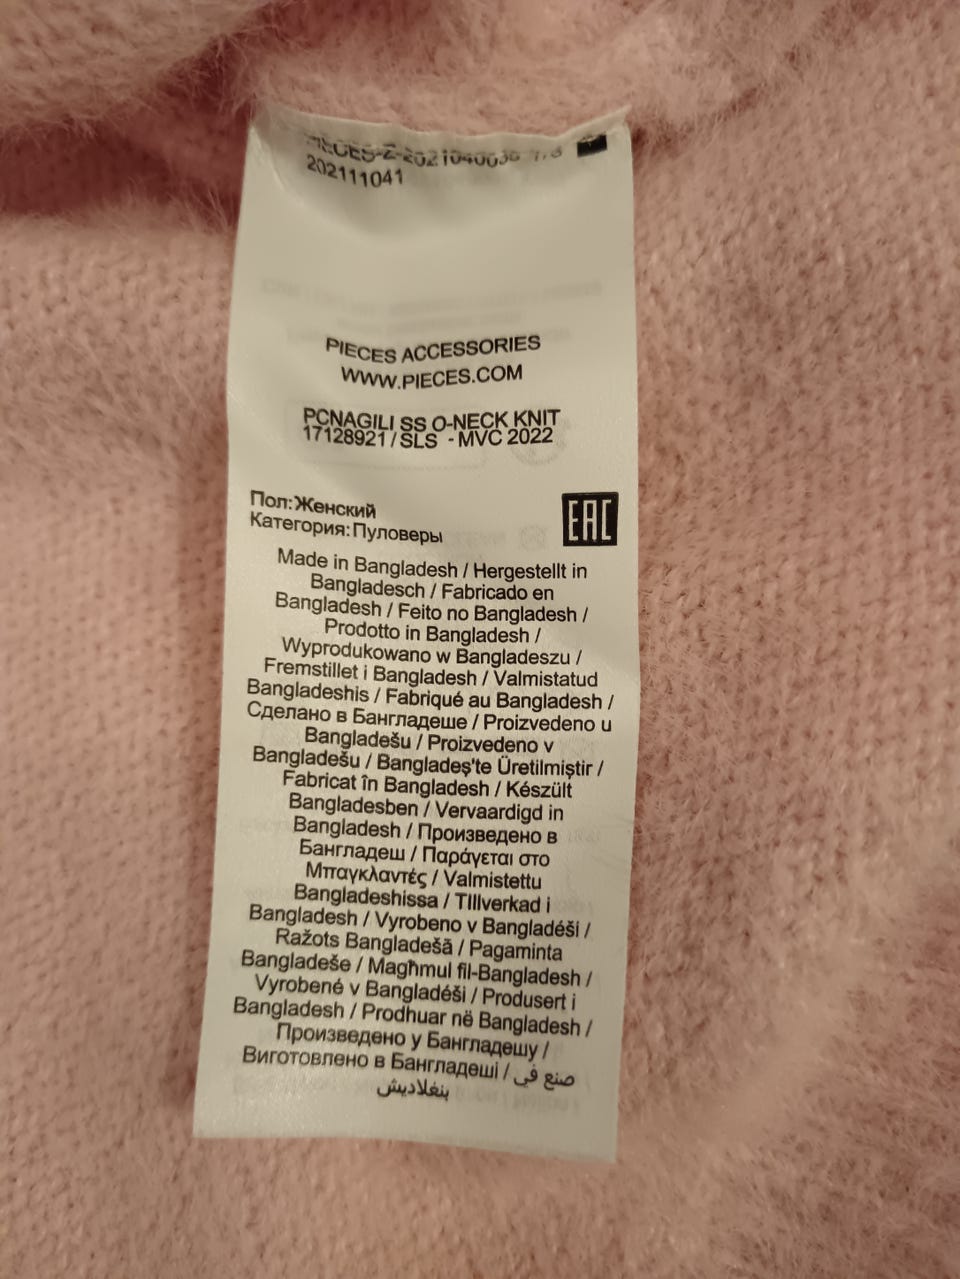 PIECES-Z-2021040030 1/3
202111041
PIECES ACCESSORIES
WWW.PIECES.COM
PCNAGILI SS O-NECK KNIT
17128921 / SLS - MVC 2022
Пол:Женский
Категория:Пуловеры
EAC
Made in Bangladesh / Hergestellt in
Bangladesch / Fabricado en
Bangladesh / Feito no Bangladesh /
Prodotto in Bangladesh /
Wyprodukowano w Bangladeszu /
Fremstillet i Bangladesh / Valmistatud
Bangladeshis / Fabriqué au Bangladesh /
Сделано в Бангладеше / Proizvedeno u
Bangladešu / Proizvedeno v
Bangladešu / Bangladeş'te Üretilmiştir /
Fabricat în Bangladesh / Készült
Bangladesben / Vervaardigd in
Bangladesh / Произведено в
Бангладеш / Παράγεται στο
Μπαγκλαντές / Valmistettu
Bangladeshissa / TIllverkad i
Bangladesh / Vyrobeno v Bangladéši /
Ražots Bangladešā / Pagaminta
Bangladeše / Magħmul fil-Bangladesh /
Vyrobené v Bangladéši / Produsert i
Bangladesh / Prodhuar në Bangladesh /
Произведено у Бангладешу /
Виготовлено в Бангладеші / صنع في
بنغلاديش